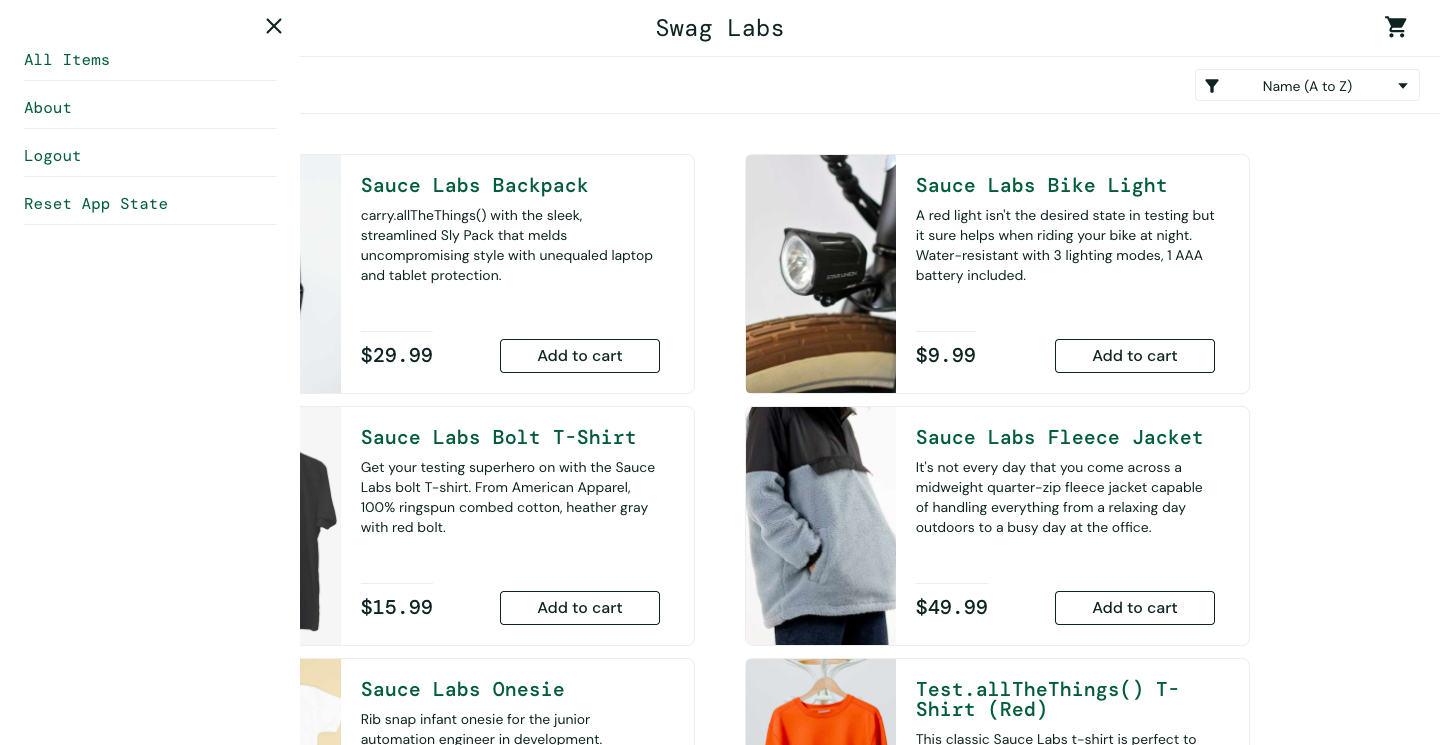 Swag Labs
All Items
About
Logout
Reset App State
Name (A to Z)
Sauce Labs Backpack
carry.allTheThings() with the sleek,
streamlined Sly Pack that melds
uncompromising style with unequaled laptop
and tablet protection.
$29.99
Add to cart
Sauce Labs Bike Light
A red light isn't the desired state in testing but
it sure helps when riding your bike at night.
Water-resistant with 3 lighting modes, 1 AAA
battery included.
$9.99
Add to cart
Sauce Labs Bolt T-Shirt
Get your testing superhero on with the Sauce
Labs bolt T-shirt. From American Apparel,
100% ringspun combed cotton, heather gray
with red bolt.
$15.99
Add to cart
Sauce Labs Fleece Jacket
It's not every day that you come across a
midweight quarter-zip fleece jacket capable
of handling everything from a relaxing day
outdoors to a busy day at the office.
$49.99
Add to cart
Sauce Labs Onesie
Rib snap infant onesie for the junior
automation engineer in development.
Test.allTheThings() T-
Shirt (Red)
This classic Sauce Labs t-shirt is perfect to